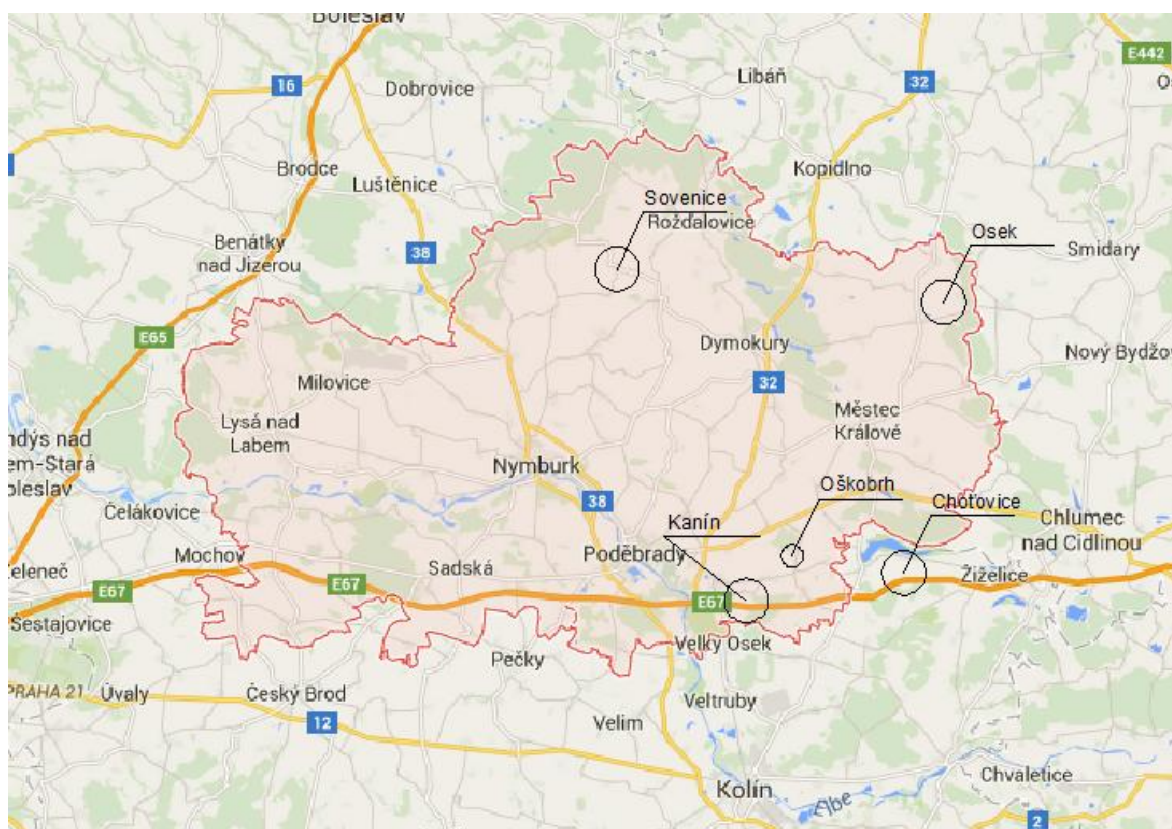 Boleslav
E442
16
Dobrovice
Libáň
32
Brodce
Luštěnice
Kopidlno
Sovenice
Rožďalovice
Osek
Smidary
Benátky
nad Jizerou
38
E65
Dymokury
Nový Bydžo
Milovice
32
Lysá nad
Labem
Městec
Králové
ndýs nad
em-Stará
oleslav
Nymburk
Oškobrh
Choťovice
Čelákovice
38
Kanín
Chlumec
nad Cidlinou
Mochov
Poděbrady
eleneč
Sadská
Žiželice
E67
E67
E67
Šestajovice
Velký Osek
Pečky
PRAHA 21
Úvaly
Český Brod
Veltruby
12
Velim
Chvaletice
Kolín
Elbe
2